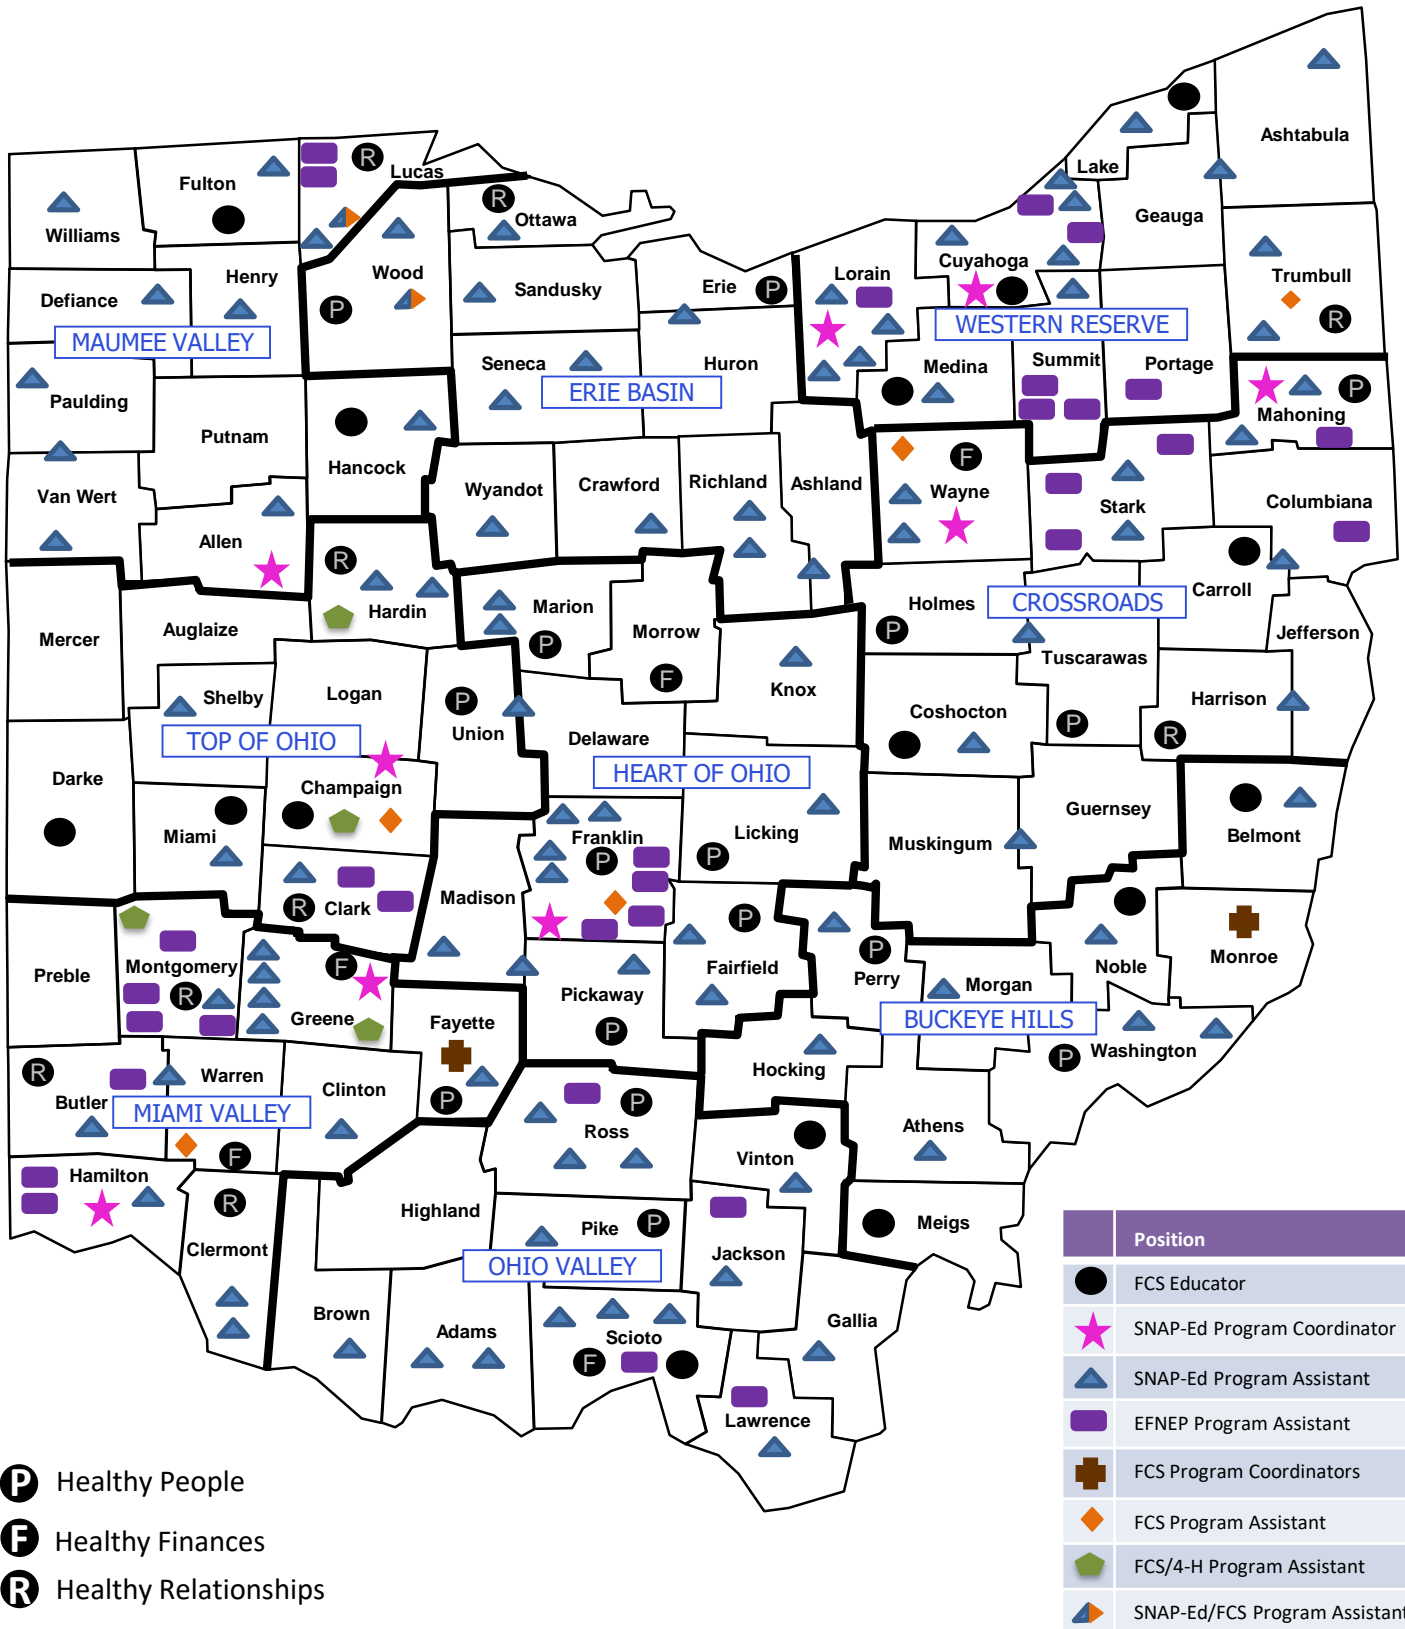 Ashtabula
Lake
Fulton
R
Lucas
Geauga
R
Ottawa
Williams
Cuyahoga
Wood
Lorain
Trumbull
Henry
Erie
P
Sandusky
Defiance
P
R
WESTERN RESERVE
MAUMEE VALLEY
Seneca
Huron
Summit
Portage
Medina
ERIE BASIN
P
Paulding
Mahoning
Putnam
F
Hancock
Richland
Ashland
Wyandot
Crawford
Wayne
Van Wert
Columbiana
Stark
Allen
R
Carroll
Hardin
Marion
Holmes
CROSSROADS
Auglaize
P
Morrow
P
Jefferson
Mercer
Tuscarawas
F
Logan
Knox
Shelby
P
Harrison
Coshocton
Union
P
R
TOP OF OHIO
Delaware
HEART OF OHIO
Darke
Champaign
Guernsey
Miami
Franklin
Licking
Belmont
Muskingum
P
P
Madison
R
Clark
P
P
Monroe
Preble
Montgomery
F
Fairfield
Perry
Noble
R
Pickaway
Morgan
Greene
Fayette
BUCKEYE HILLS
P
Washington
P
R
Warren
Hocking
Clinton
Butler
P
P
MIAMI VALLEY
Ross
Athens
F
Vinton
Hamilton
R
Highland
Pike
P
Meigs
Clermont
Jackson
OHIO VALLEY
Position
FCS Educator
Brown
Adams
Scioto
Gallia
SNAP-Ed Program Coordinator
F
SNAP-Ed Program Assistant
Lawrence
EFNEP Program Assistant
FCS Program Coordinators
P Healthy People
FCS Program Assistant
F Healthy Finances
FCS/4-H Program Assistant
R Healthy Relationships
SNAP-Ed/FCS Program Assistant